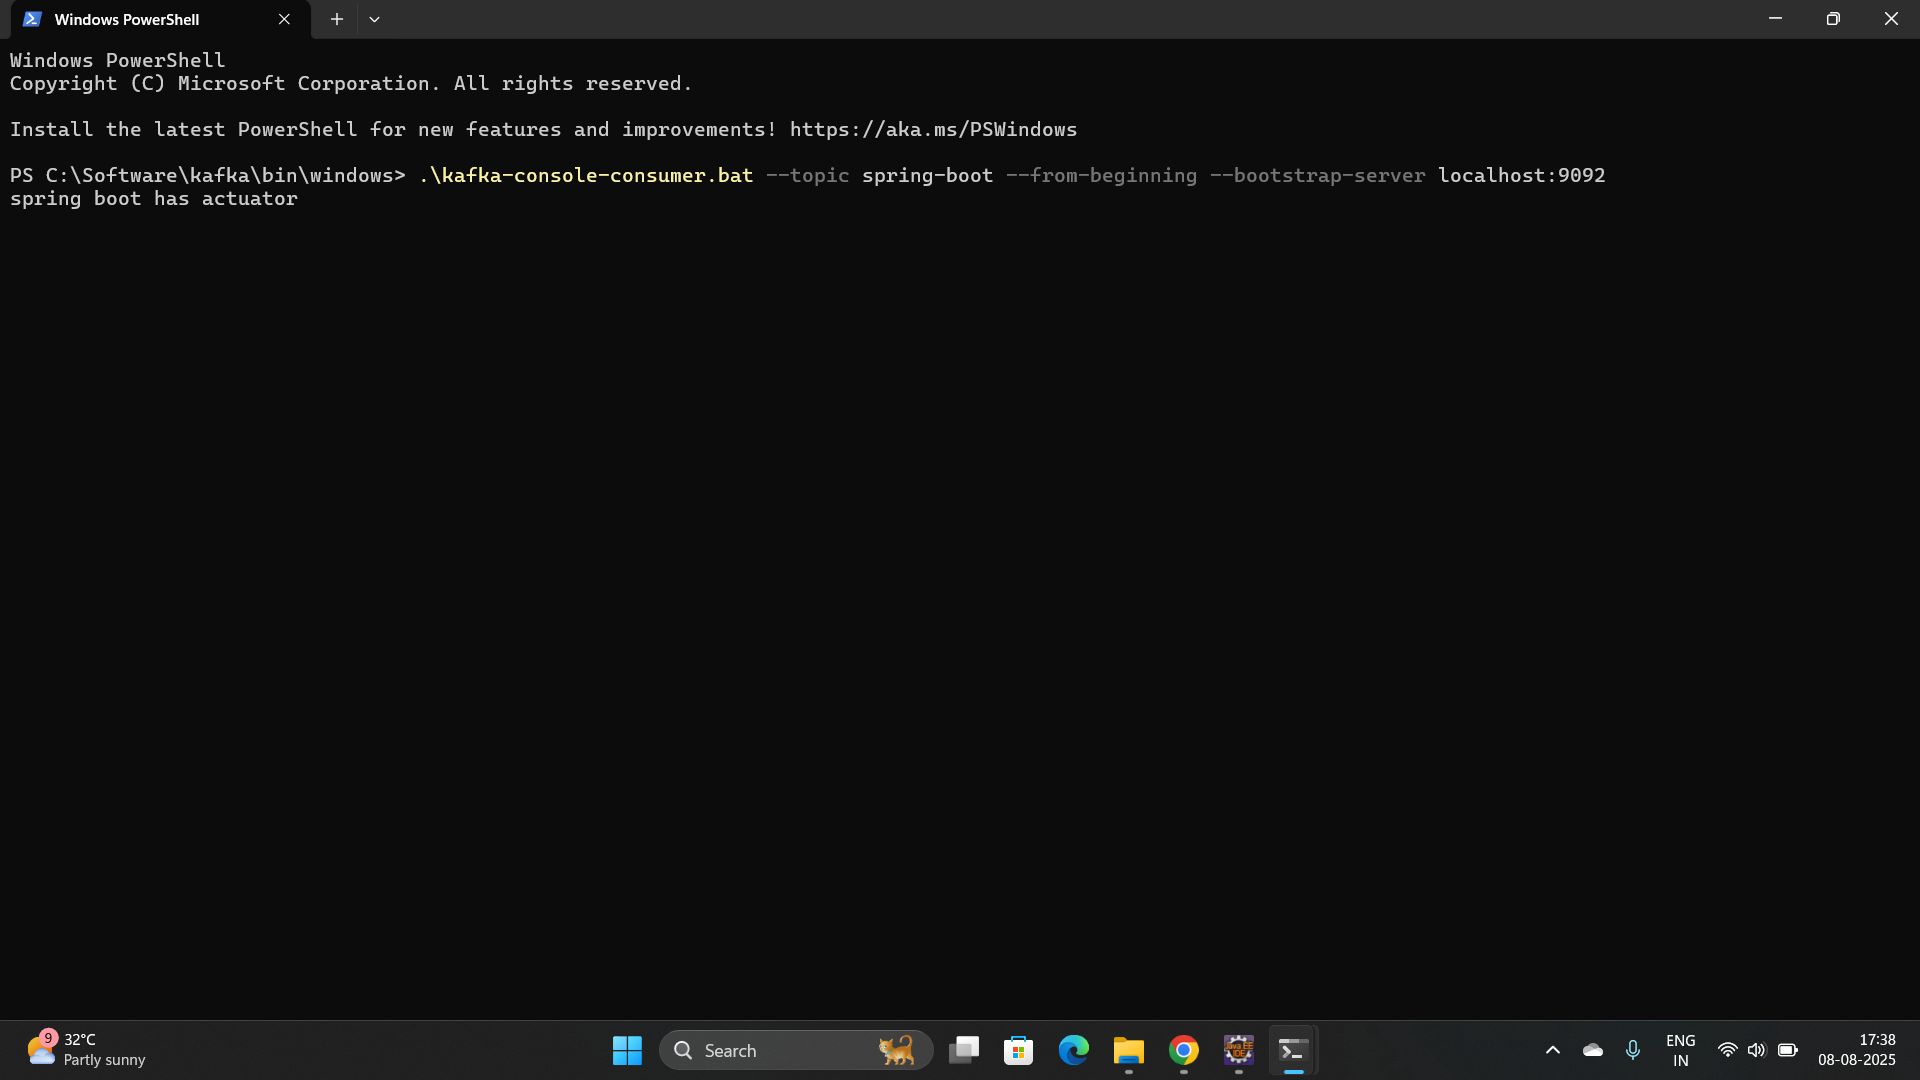 Windows PowerShell
Windows PowerShell
Copyright (C) Microsoft Corporation. All rights reserved.
Install the latest PowerShell for new features and improvements! https://aka.ms/PSWindows
PS C:\Software\kafka\bin\windows> .\kafka-console-consumer.bat --topic spring-boot --from-beginning --bootstrap-server localhost:9092
spring boot has actuator
9
32°C
Partly sunny
Search
Java EE
IDE
ENG
IN
17:38
08-08-2025